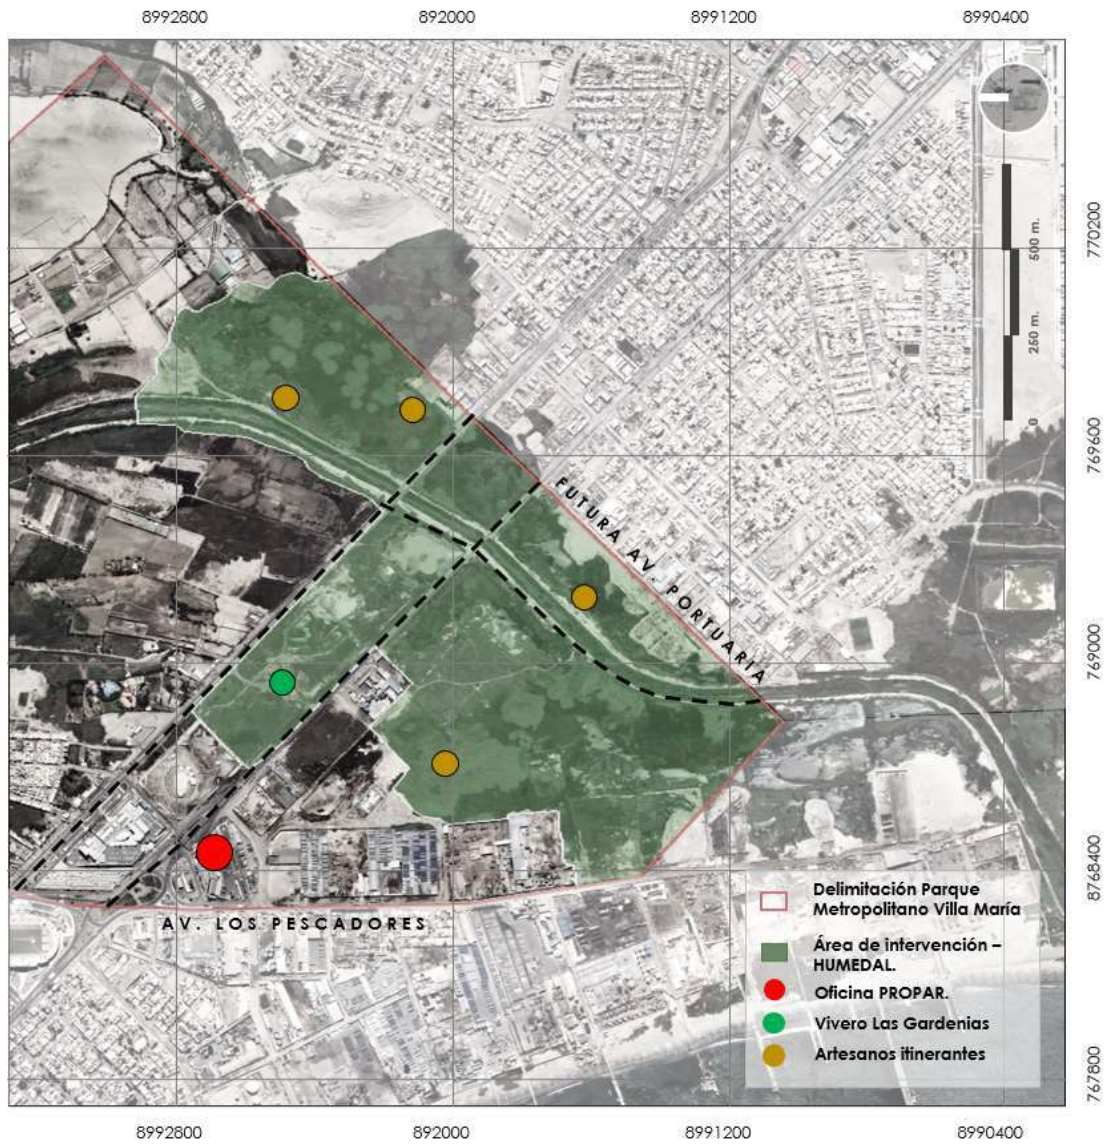 8992800
892000
8991200
8990400
770200
769600
769000
8768400
767800
500 m.
250 m.
0
FUTURA AV. PORTUARIA
AV. LOS PESCADORES
Delimitación Parque
Metropolitano Villa María
Área de intervención –
HUMEDAL.
Oficina PROPAR.
Vivero Las Gardenias
Artesanos itinerantes
8992800
892000
8991200
8990400